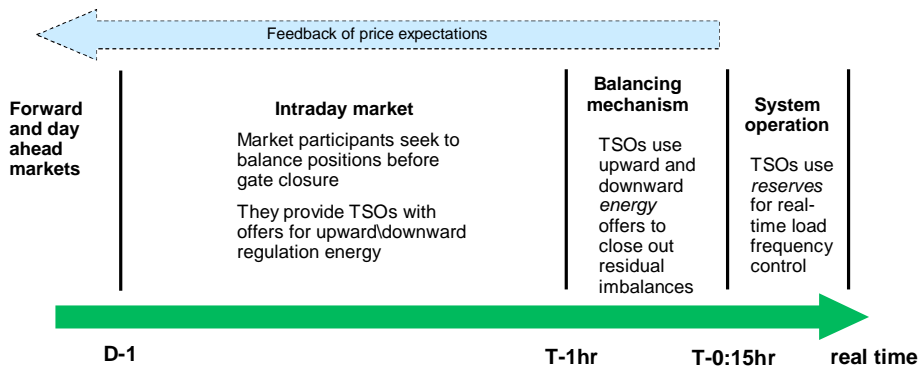 Feedback of price expectations
Forward
and day
ahead
markets
Intraday market
Market participants seek to
balance positions before
gate closure
They provide TSOs with
offers for upward\downward
regulation energy
Balancing
mechanism
TSOs use
upward and
downward
energy
offers to
close out
residual
imbalances
System
operation
TSOs use
reserves
for real-
time load
frequency
control
D-1
T-1hr
T-0:15hr
real time